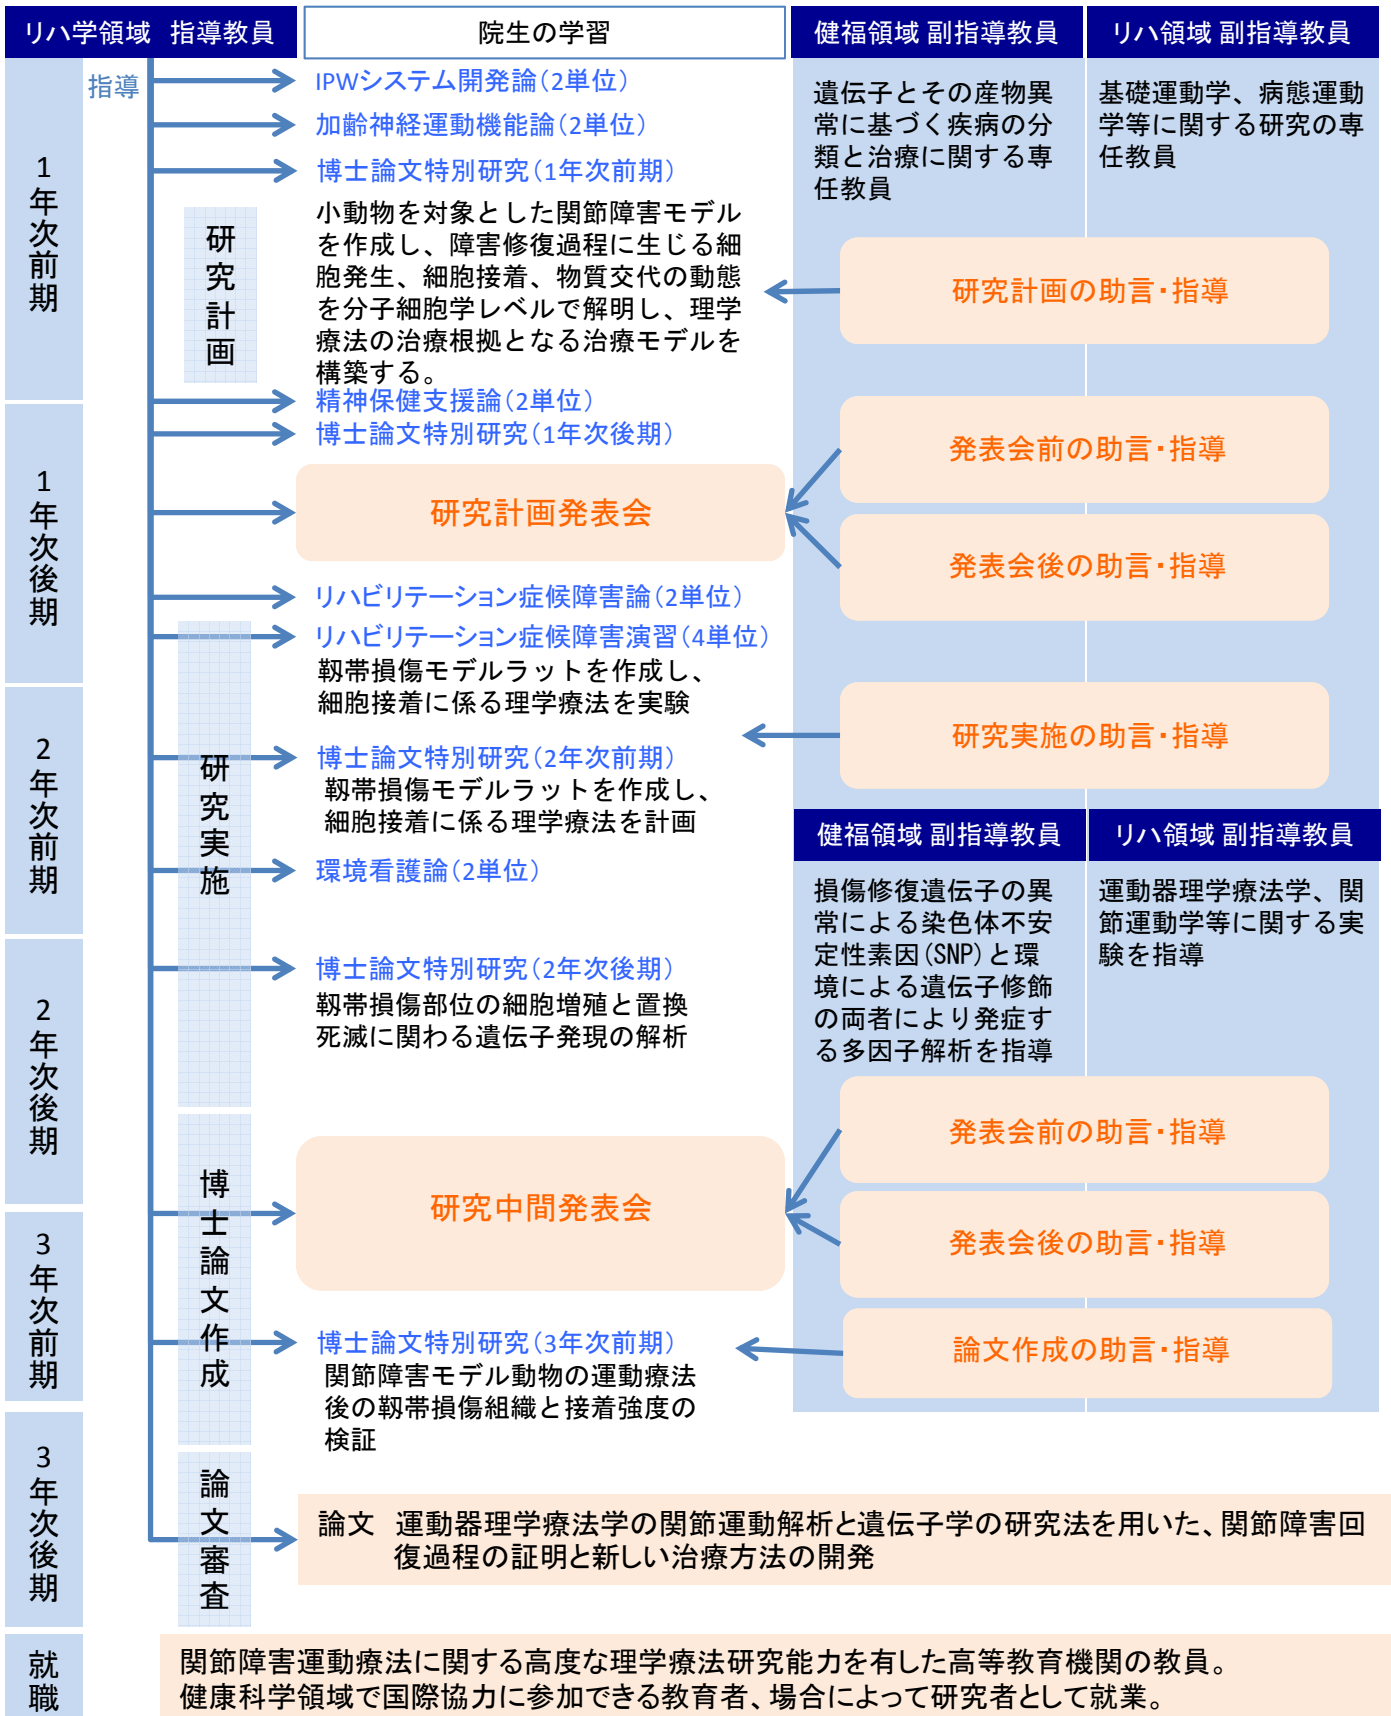 リハ学領域　指導教員
院生の学習
健福領域 副指導教員
リハ領域 副指導教員
指導
1年次前期
IPWシステム開発論（2単位）
加齢神経運動機能論（2単位）
博士論文特別研究（1年次前期）
研究計画
小動物を対象とした関節障害モデル
を作成し、障害修復過程に生じる細
胞発生、細胞接着、物質交代の動態
を分子細胞学レベルで解明し、理学
療法の治療根拠となる治療モデルを
構築する。
遺伝子とその産物異
常に基づく疾病の分
類と治療に関する専
任教員
基礎運動学、病態運動
学等に関する研究の専
任教員
研究計画の助言・指導
1年次後期
精神保健支援論（2単位）
博士論文特別研究（1年次後期）
研究計画発表会
発表会前の助言・指導
発表会後の助言・指導
リハビリテーション症候障害論（2単位）
リハビリテーション症候障害演習（4単位）
靱帯損傷モデルラットを作成し、
細胞接着に係る理学療法を実験
研究実施
研究実施の助言・指導
2年次前期
博士論文特別研究（2年次前期）
靱帯損傷モデルラットを作成し、
細胞接着に係る理学療法を計画
環境看護論（2単位）
健福領域 副指導教員
リハ領域 副指導教員
損傷修復遺伝子の異
常による染色体不安
定性素因（SNP）と環
境による遺伝子修飾
の両者により発症す
る多因子解析を指導
運動器理学療法学、関
節運動学等に関する実
験を指導
2年次後期
博士論文特別研究（2年次後期）
靱帯損傷部位の細胞増殖と置換
死滅に関わる遺伝子発現の解析
博士論文作成
研究中間発表会
発表会前の助言・指導
発表会後の助言・指導
3年次前期
博士論文特別研究（3年次前期）
関節障害モデル動物の運動療法
後の靱帯損傷組織と接着強度の
検証
論文作成の助言・指導
3年次後期
論文審査
論文　運動器理学療法学の関節運動解析と遺伝子学の研究法を用いた、関節障害回
復過程の証明と新しい治療方法の開発
就職
関節障害運動療法に関する高度な理学療法研究能力を有した高等教育機関の教員。
健康科学領域で国際協力に参加できる教育者、場合によって研究者として就業。